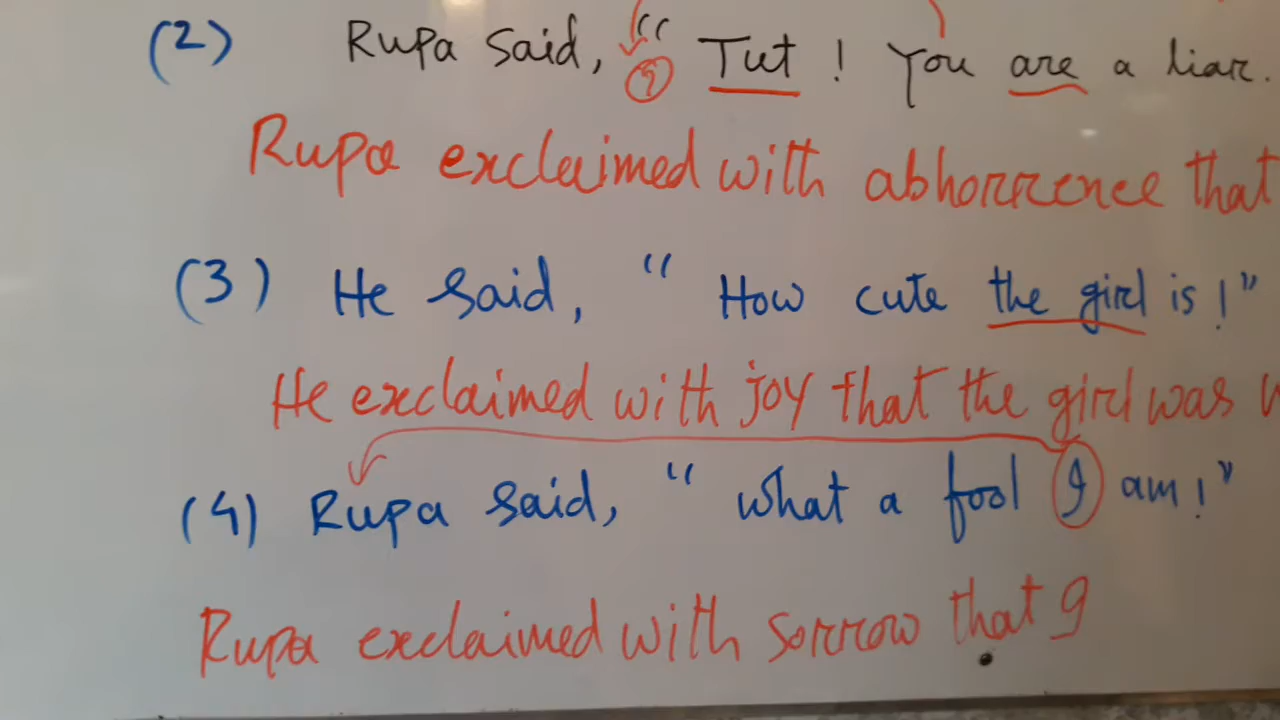 (2) Rupa said, “ Tut ! You are a liar.
Rupa exclaimed with abhorrence that
(3) He said, “ How cute the girl is !”
He exclaimed with joy that the girl was
(4) Rupa said, “ what a fool I am !”
Rupa exclaimed with sorrow that I